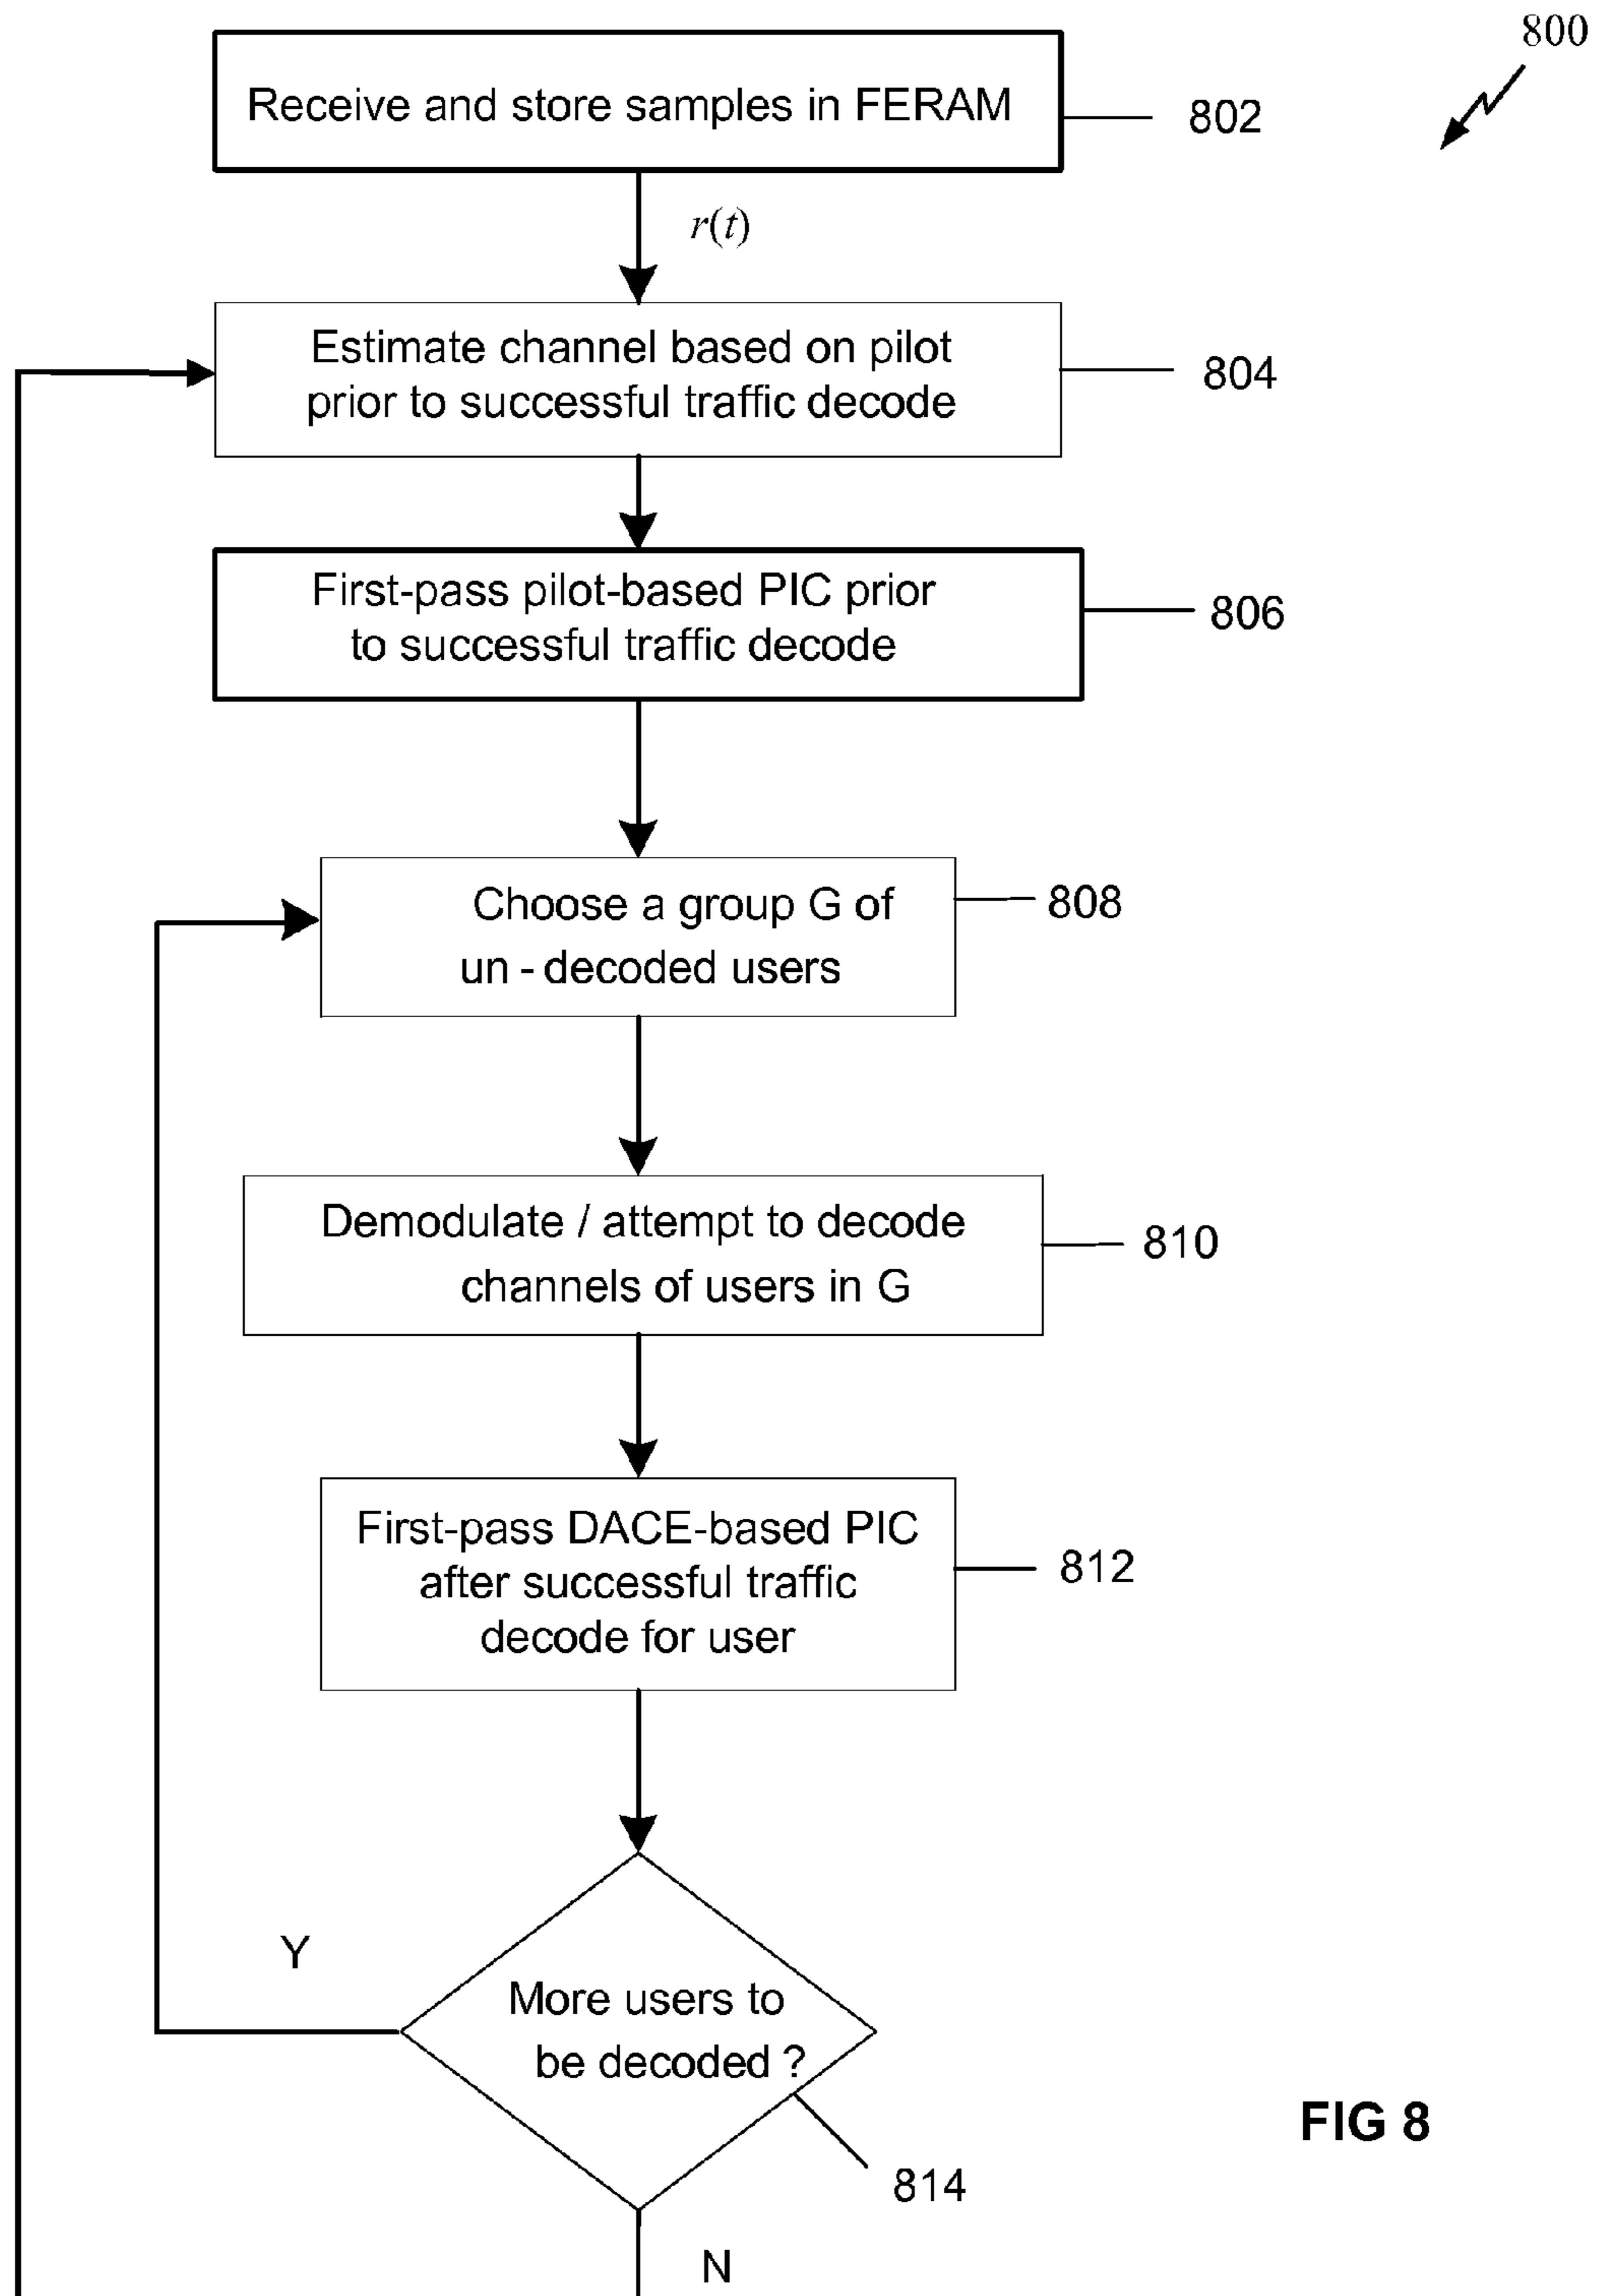 800
Receive and store samples in FERAM
802
r(t)
Estimate channel based on pilot
prior to successful traffic decode
804
First-pass pilot-based PIC prior
to successful traffic decode
806
Choose a group G of
un - decoded users
808
Demodulate / attempt to decode
channels of users in G
810
First-pass DACE-based PIC
after successful traffic
decode for user
812
Y
More users to
be decoded ?
814
N
FIG 8